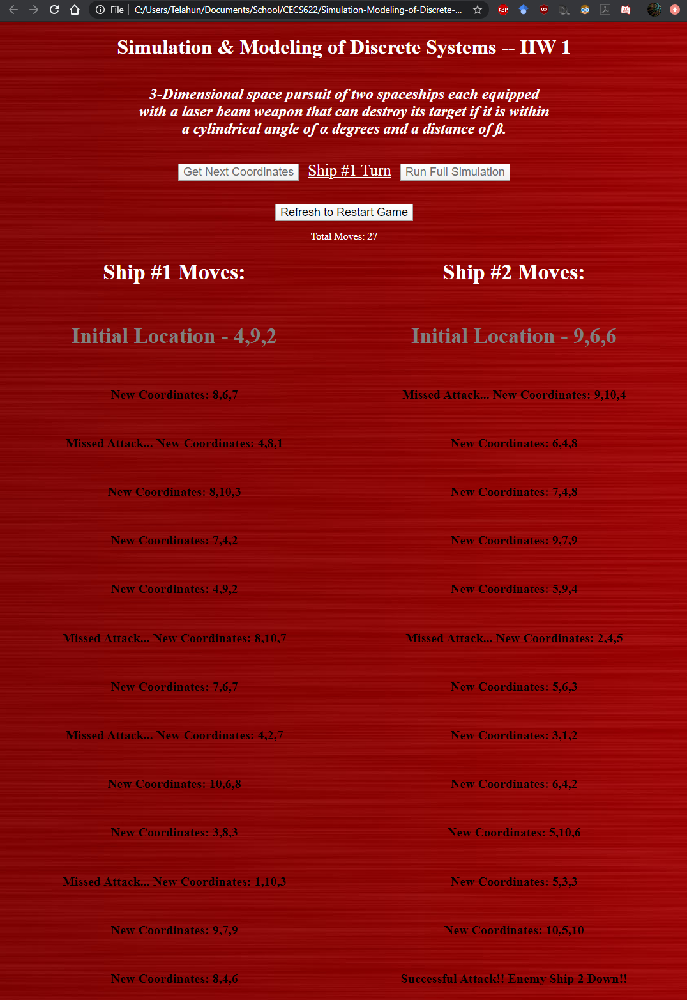 File C:/Users/Telahun/Documents/School/CECS622/Simulation-Modeling-of-Discrete-...
ABP
UD
Simulation & Modeling of Discrete Systems -- HW 1
3-Dimensional space pursuit of two spaceships each equipped
with a laser beam weapon that can destroy its target if it is within
a cylindrical angle of α degrees and a distance of ß.
Get Next Coordinates Ship #1 Turn Run Full Simulation
Refresh to Restart Game
Total Moves: 27
Ship #1 Moves: Ship #2 Moves:
Initial Location - 4,9,2 Initial Location - 9,6,6
New Coordinates: 8,6,7 Missed Attack... New Coordinates: 9,10,4
Missed Attack... New Coordinates: 4,8,1 New Coordinates: 6,4,8
New Coordinates: 8,10,3 New Coordinates: 7,4,8
New Coordinates: 7,4,2 New Coordinates: 9,7,9
New Coordinates: 4,9,2 New Coordinates: 5,9,4
Missed Attack... New Coordinates: 8,10,7 Missed Attack... New Coordinates: 2,4,5
New Coordinates: 7,6,7 New Coordinates: 5,6,3
Missed Attack... New Coordinates: 4,2,7 New Coordinates: 3,1,2
New Coordinates: 10,6,8 New Coordinates: 6,4,2
New Coordinates: 3,8,3 New Coordinates: 5,10,6
Missed Attack... New Coordinates: 1,10,3 New Coordinates: 5,3,3
New Coordinates: 9,7,9 New Coordinates: 10,5,10
New Coordinates: 8,4,6 Successful Attack!! Enemy Ship 2 Down!!